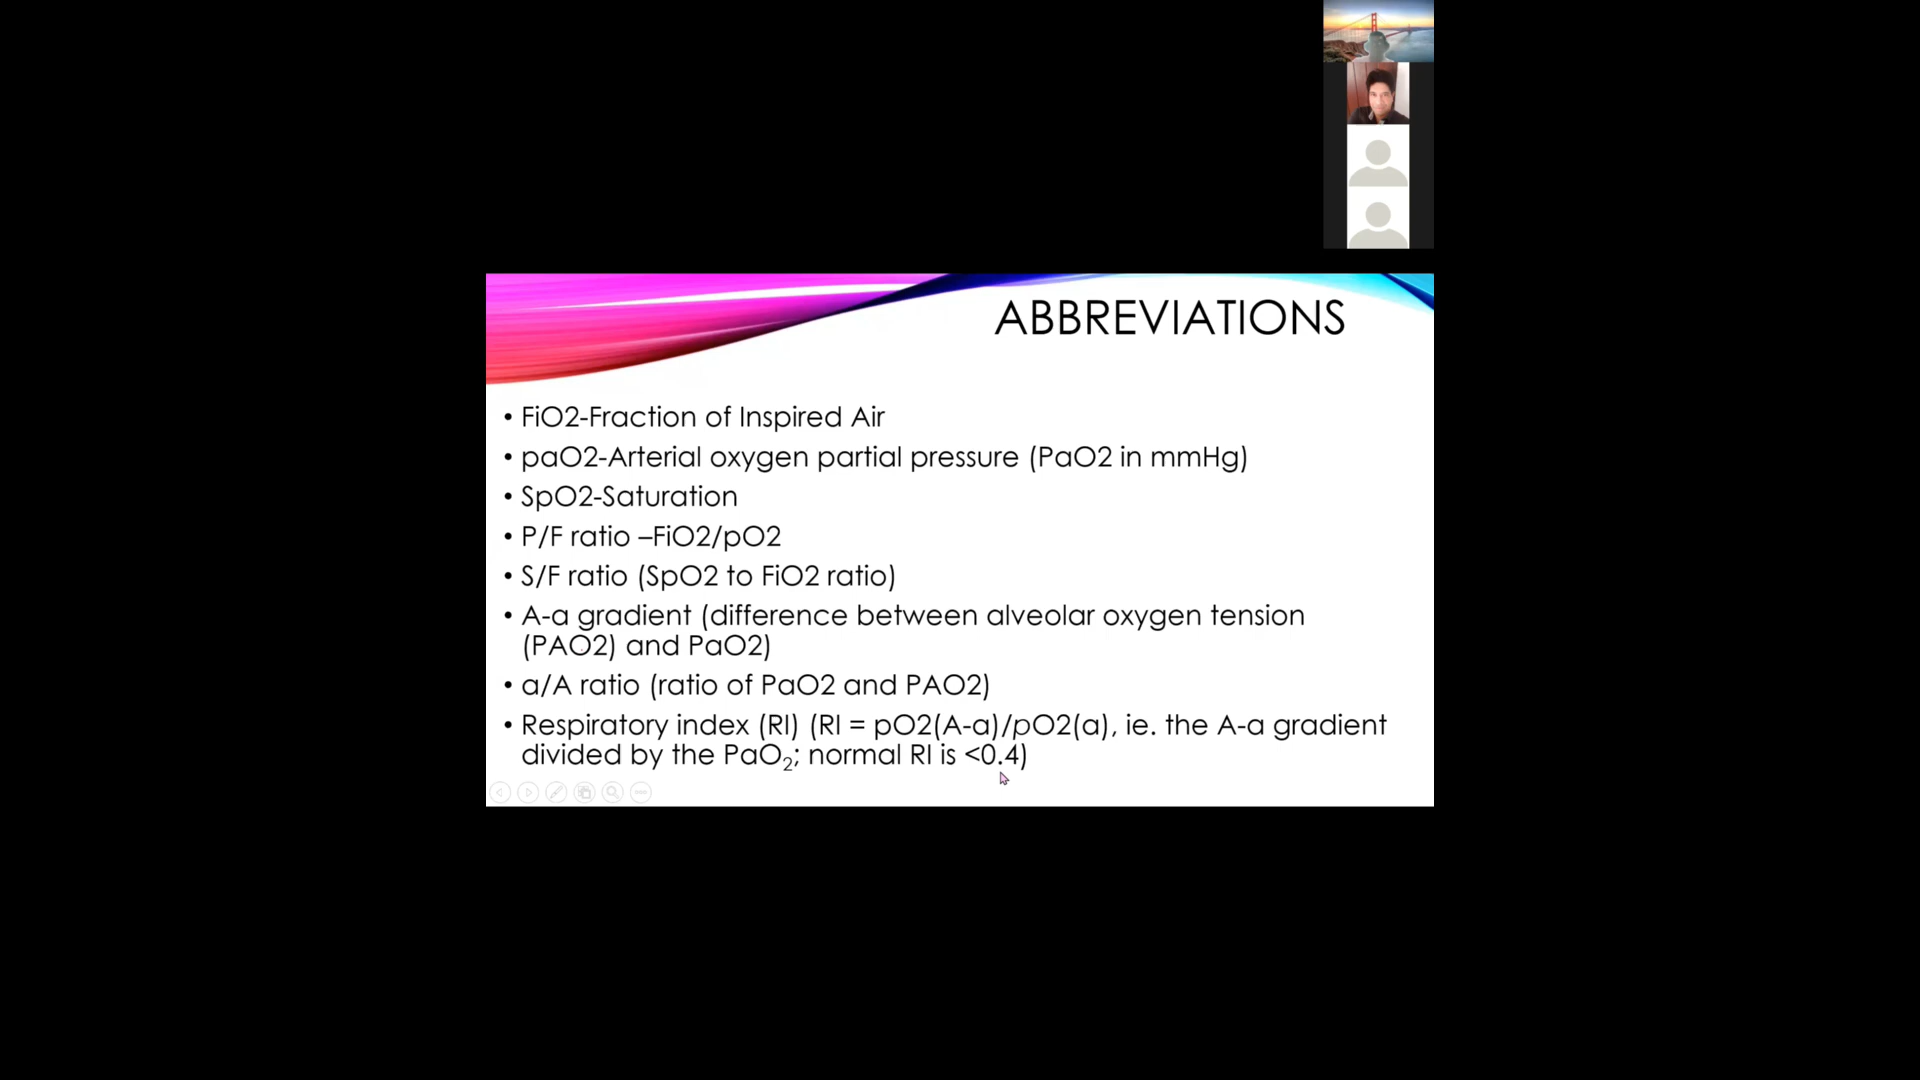 ABBREVIATIONS
• FiO2-Fraction of Inspired Air
• paO2-Arterial oxygen partial pressure (PaO2 in mmHg)
• SpO2-Saturation
• P/F ratio –FiO2/pO2
• S/F ratio (SpO2 to FiO2 ratio)
• A-a gradient (difference between alveolar oxygen tension
(PAO2) and PaO2)
• a/A ratio (ratio of PaO2 and PAO2)
• Respiratory index (RI) (RI = pO2(A-a)/pO2(a), ie. the A-a gradient
divided by the PaO₂; normal RI is <0.4)